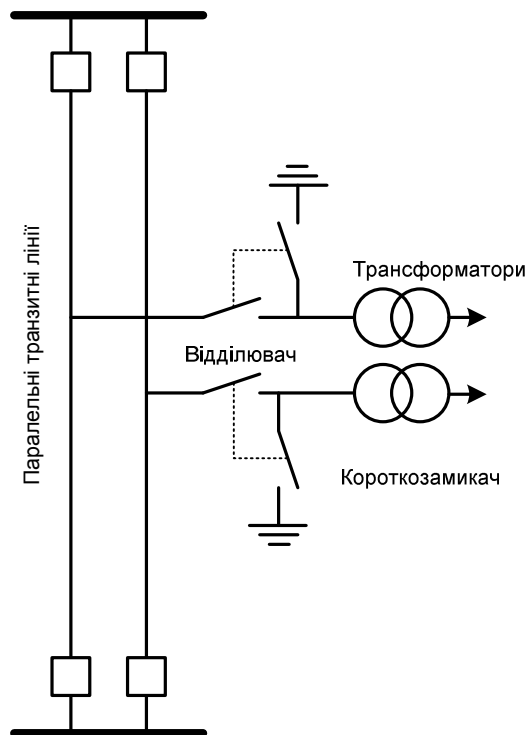 Паралельні транзитні лінії
Трансформатори
Відділювач
Короткозамикач